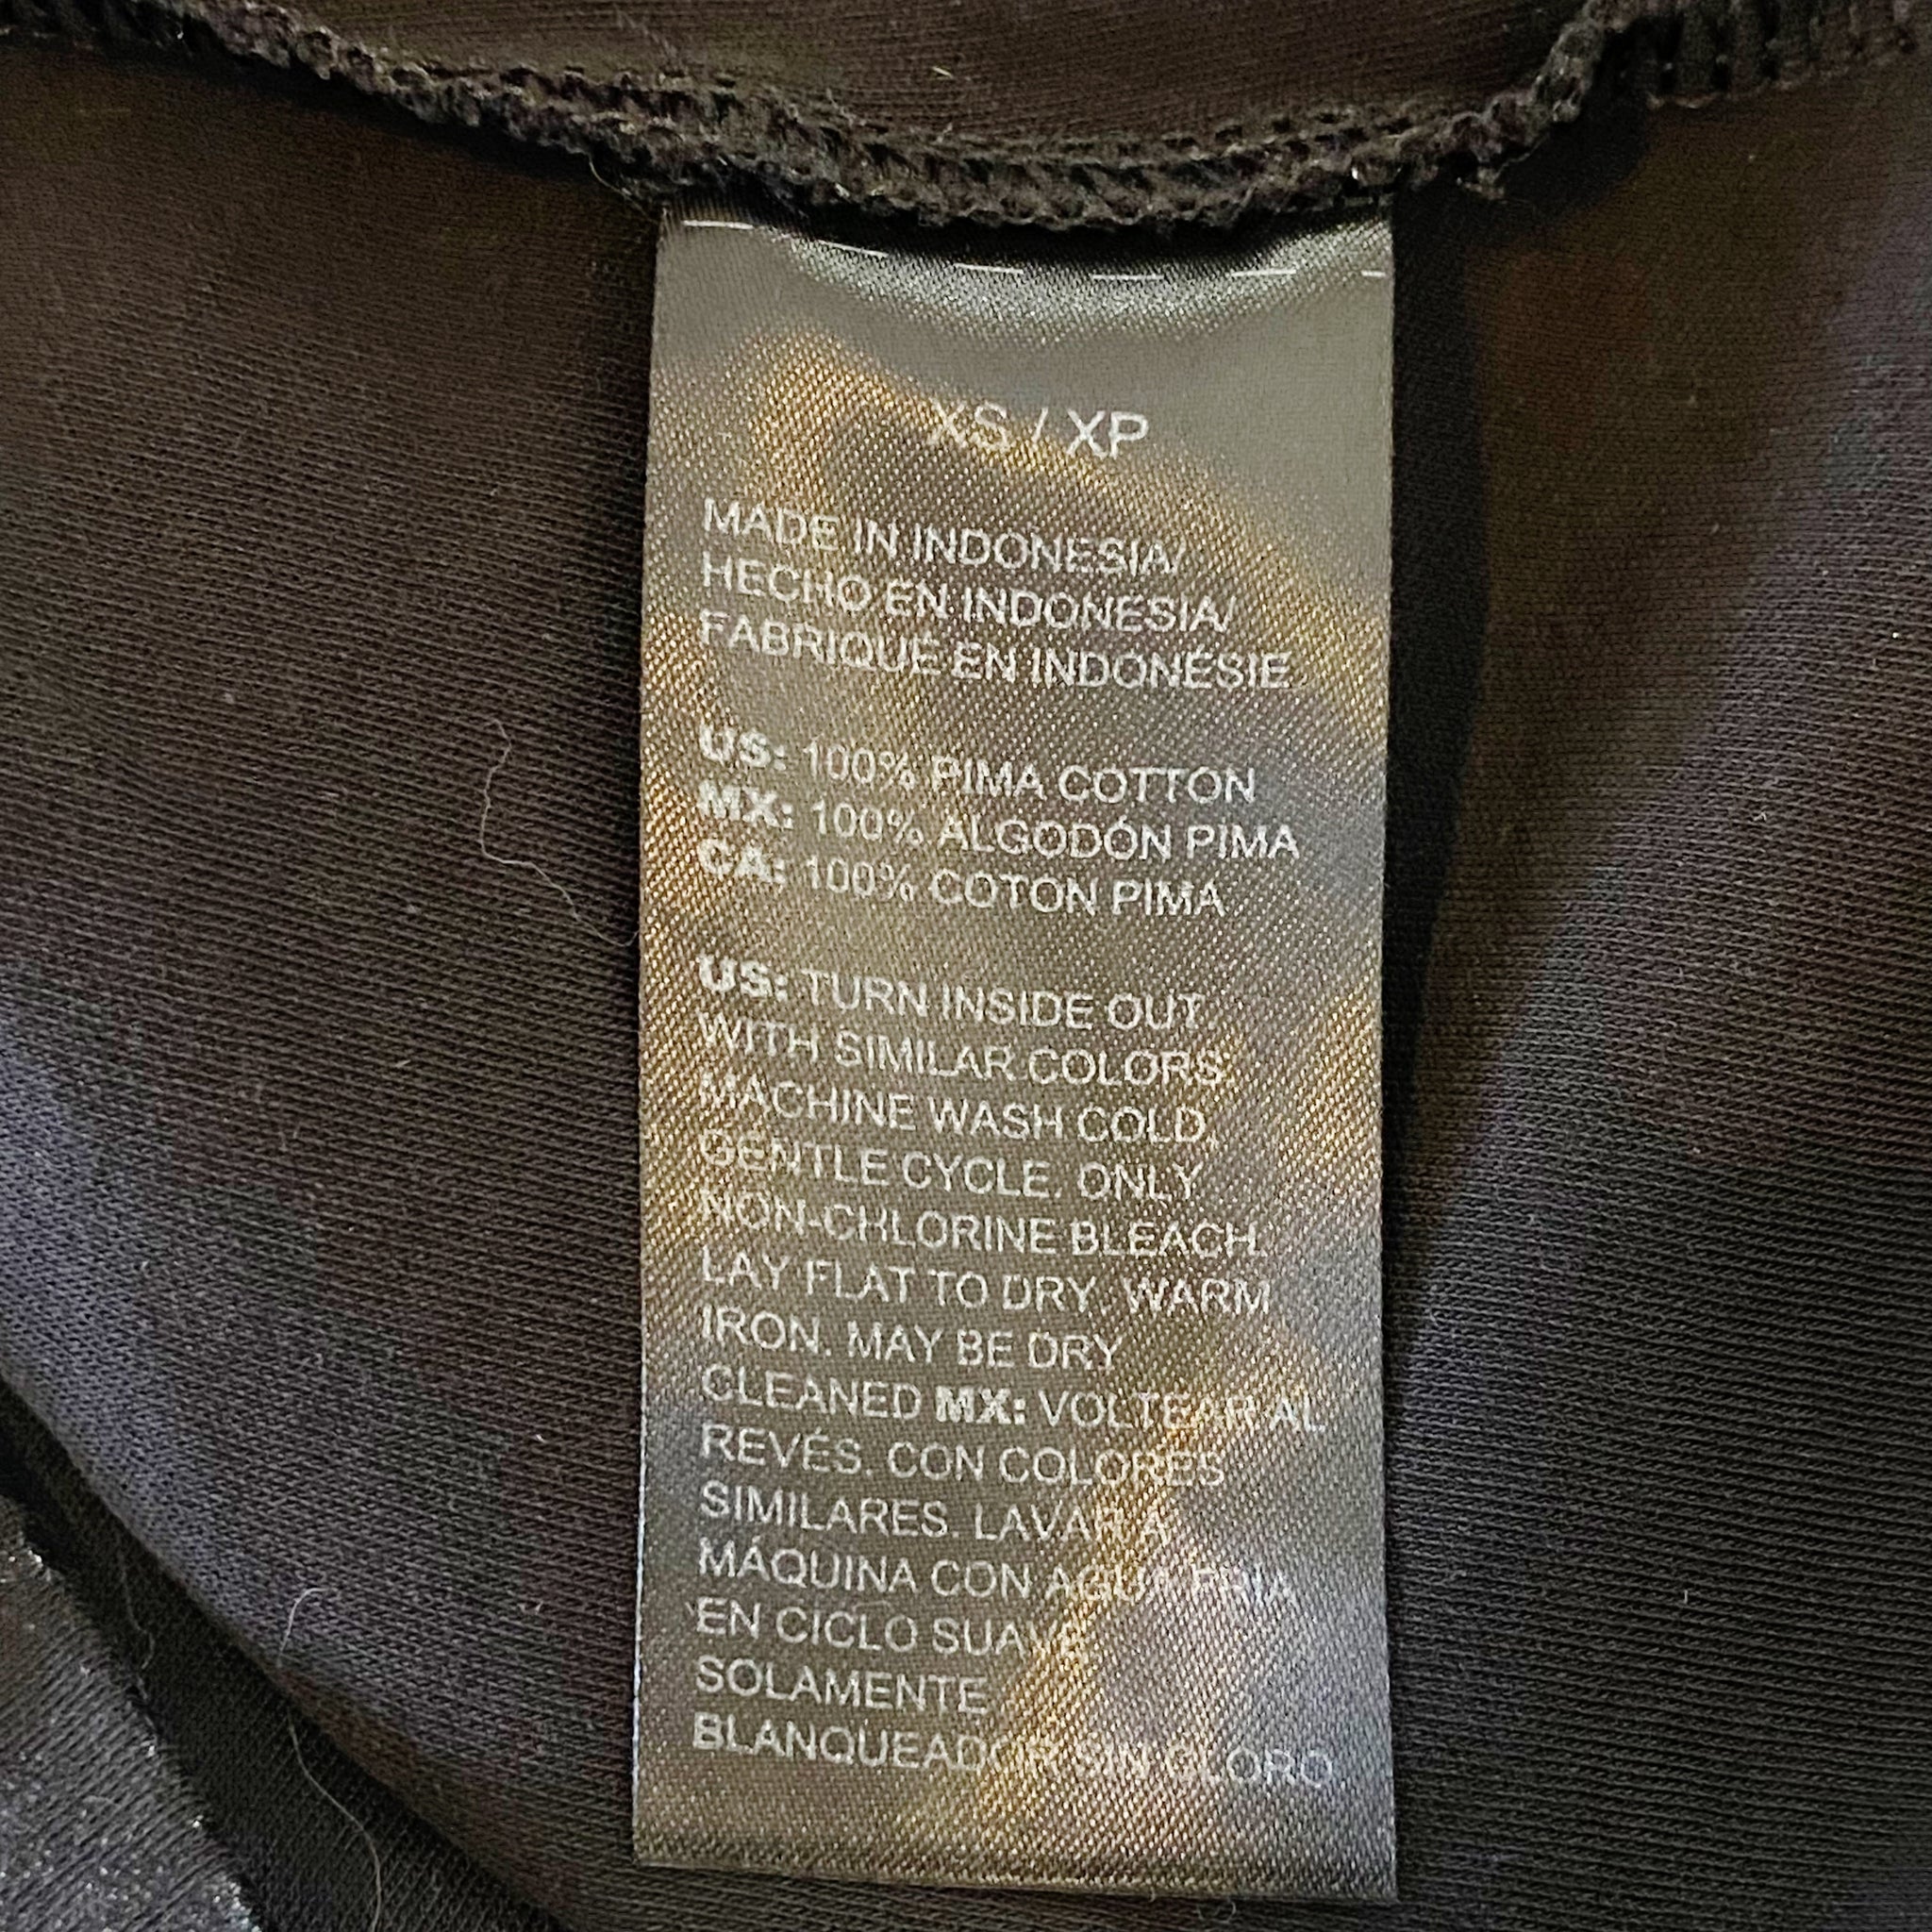 XS / XP
MADE IN INDONESIA/
HECHO EN INDONESIA/
FABRIQUÉ EN INDONÉSIE
US: 100% PIMA COTTON
MX: 100% ALGODÓN PIMA
CA: 100% COTON PIMA
US: TURN INSIDE OUT.
WITH SIMILAR COLORS.
MACHINE WASH COLD,
GENTLE CYCLE. ONLY
NON-CHLORINE BLEACH.
LAY FLAT TO DRY. WARM
IRON. MAY BE DRY
CLEANED MX: VOLTEAR AL
REVÉS. CON COLORES
SIMILARES. LAVAR A
MÁQUINA CON AGUA FRIA
EN CICLO SUAVE
SOLAMENTE
BLANQUEADOR SIN CLORO